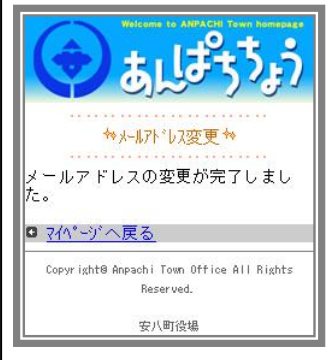 Welcome to ANPACHI Town homepage
あんぱちちょう
ﾒｰﾙｱﾄﾞﾚｽ変更
メールアドレスの変更が完了しまし
た。
ﾏｲﾍﾟｰｼﾞへ戻る
Copyright© Anpachi Town Office All Rights
Reserved.
安八町役場